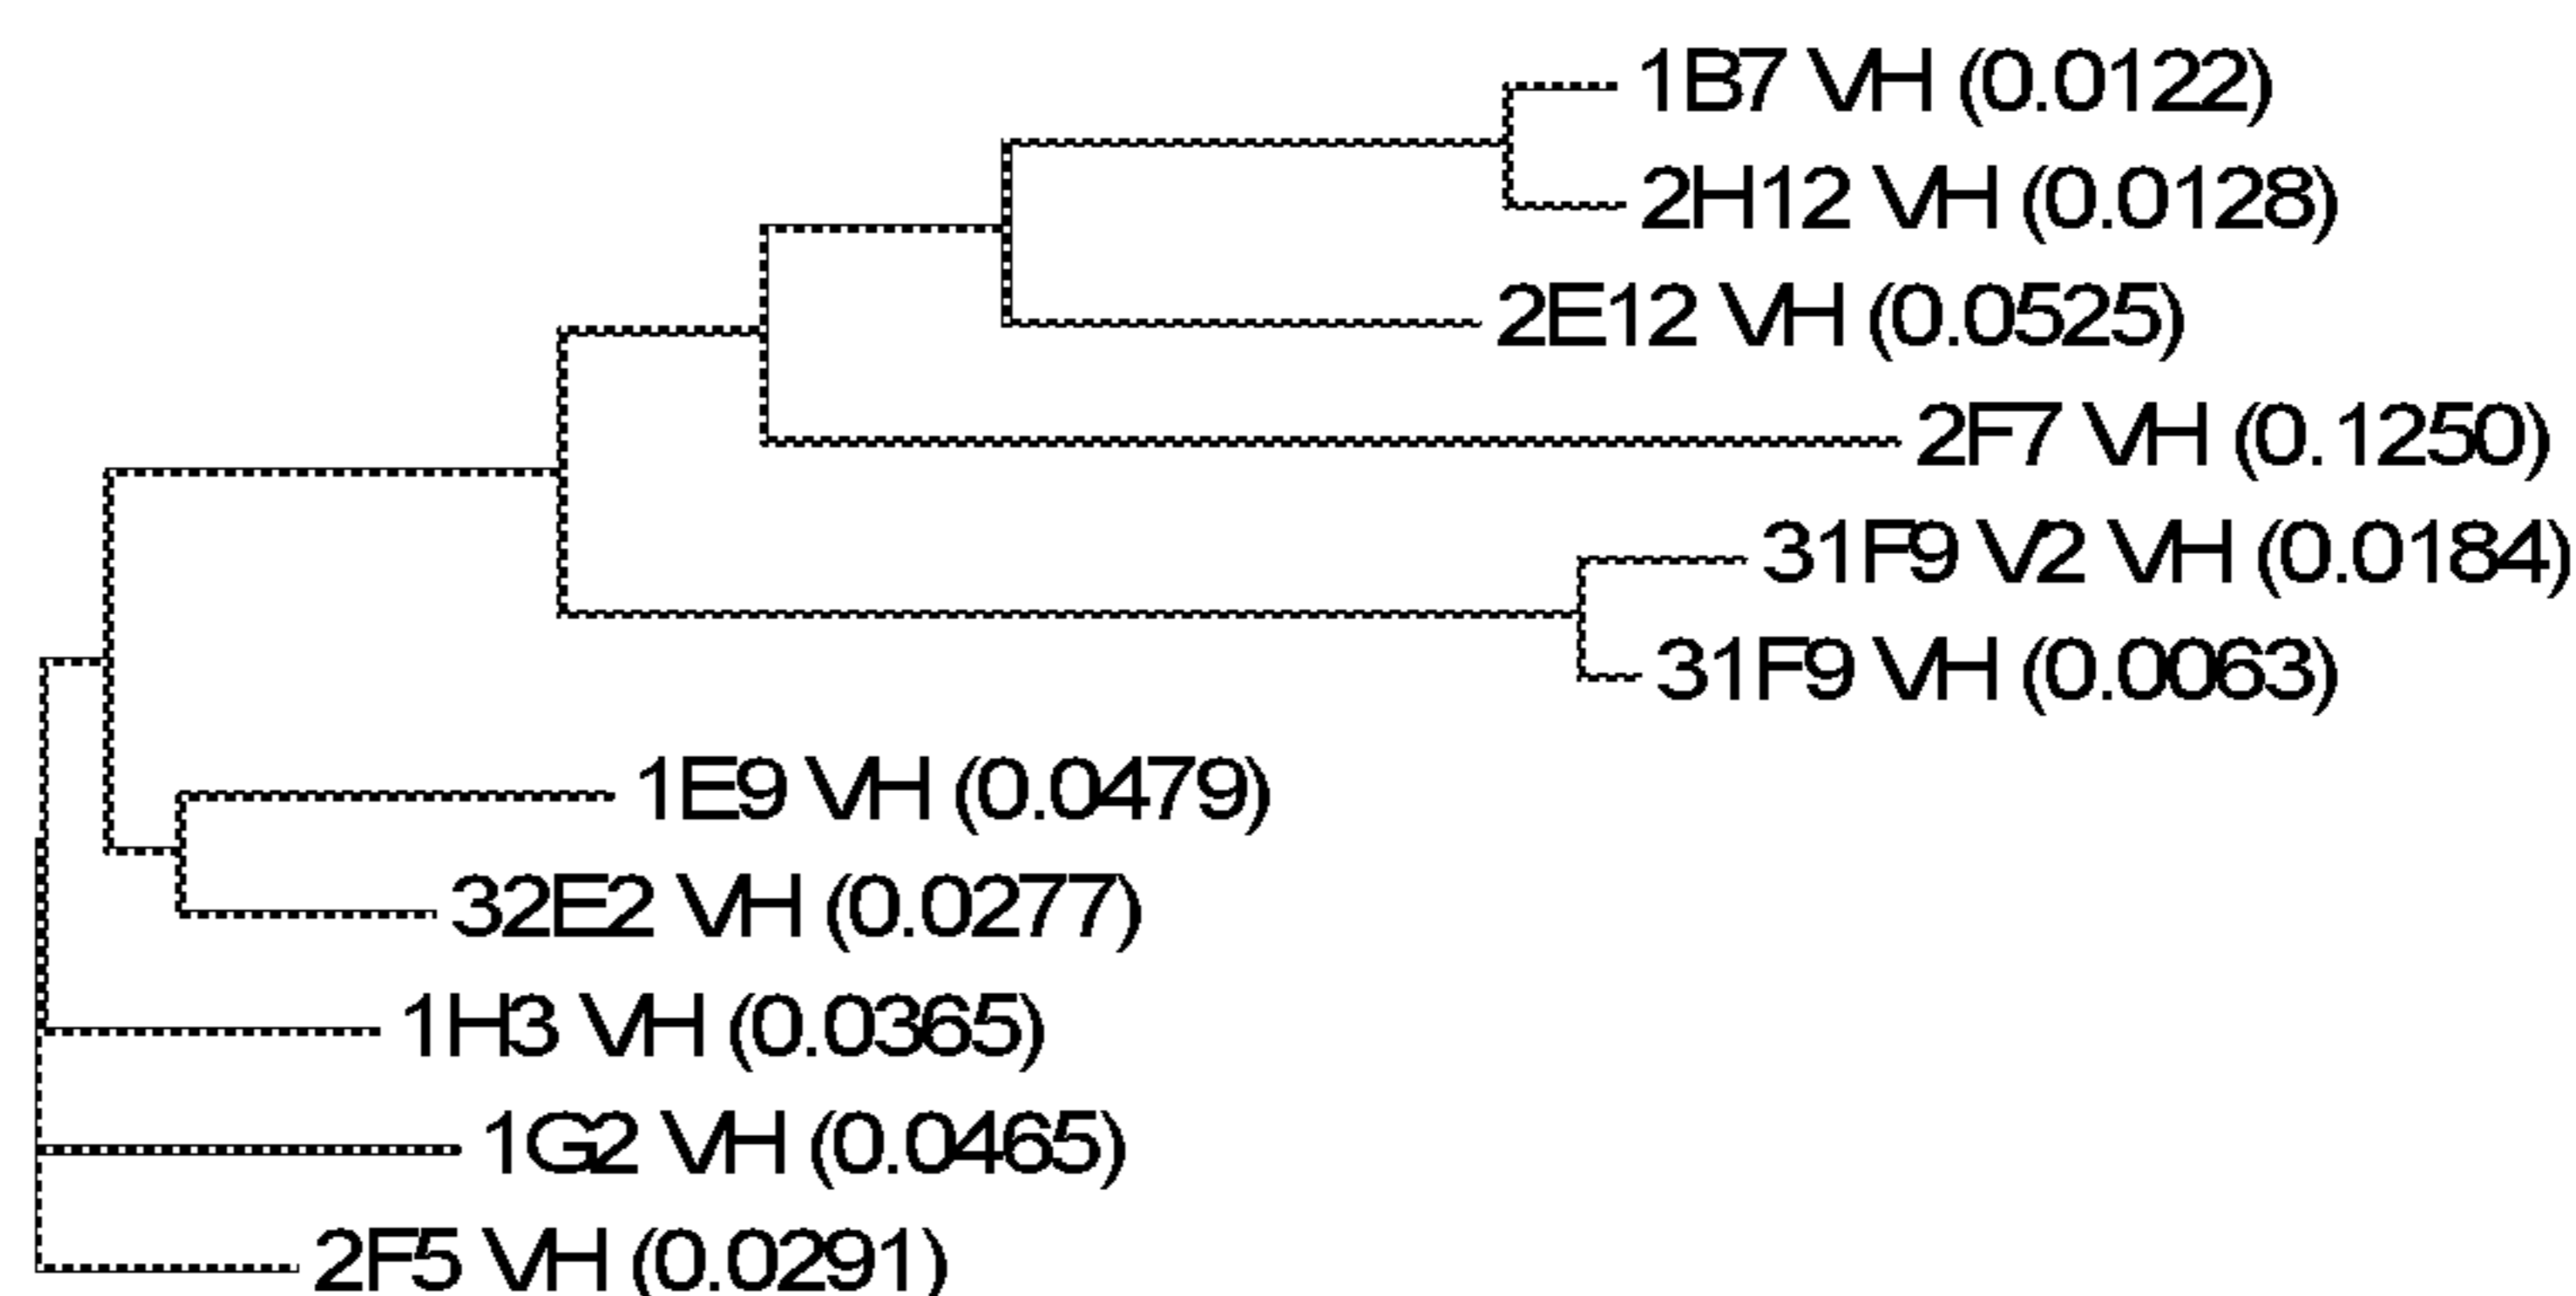 1B7 VH (0.0122)
2H12 VH (0.0128)
2E12 VH (0.0525)
2F7 VH (0.1250)
31F9 V2 VH (0.0184)
31F9 VH (0.0063)
1E9 VH (0.0479)
32E2 VH (0.0277)
1H3 VH (0.0365)
1G2 VH (0.0465)
2F5 VH (0.0291)